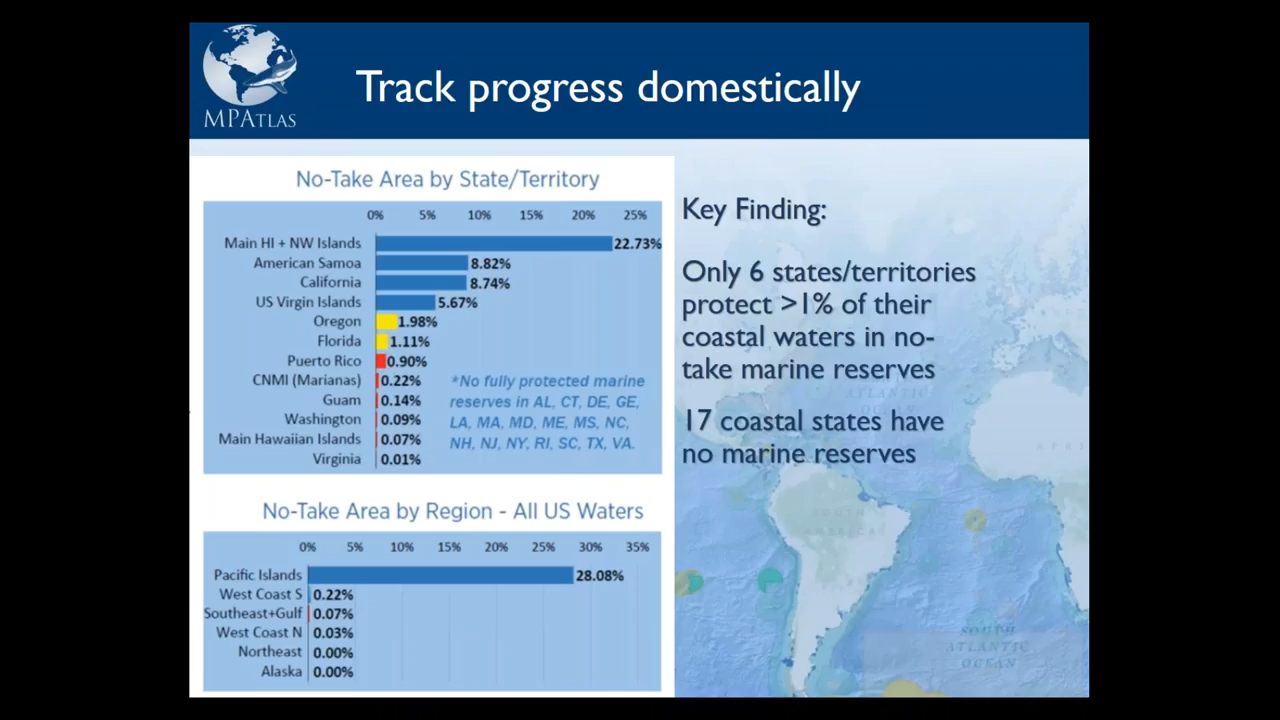 MPATLAS
Track progress domestically
No-Take Area by State/Territory
0% 5% 10% 15% 20% 25%
Main HI + NW Islands 22.73%
American Samoa 8.82%
California 8.74%
US Virgin Islands 5.67%
Oregon 1.98%
Florida 1.11%
Puerto Rico 0.90%
CNMI (Marianas) 0.22%
Guam 0.14%
Washington 0.09%
Main Hawaiian Islands 0.07%
Virginia 0.01%
*No fully protected marine
reserves in AL, CT, DE, GE,
LA, MA, MD, ME, MS, NC,
NH, NJ, NY, RI, SC, TX, VA.
No-Take Area by Region - All US Waters
0% 5% 10% 15% 20% 25% 30% 35%
Pacific Islands 28.08%
West Coast S 0.22%
Southeast+Gulf 0.07%
West Coast N 0.03%
Northeast 0.00%
Alaska 0.00%
Key Finding:
Only 6 states/territories
protect >1% of their
coastal waters in no-
take marine reserves
17 coastal states have
no marine reserves
SOUTH
AMERICA
SOUTH
ATLANTIC
OCEAN